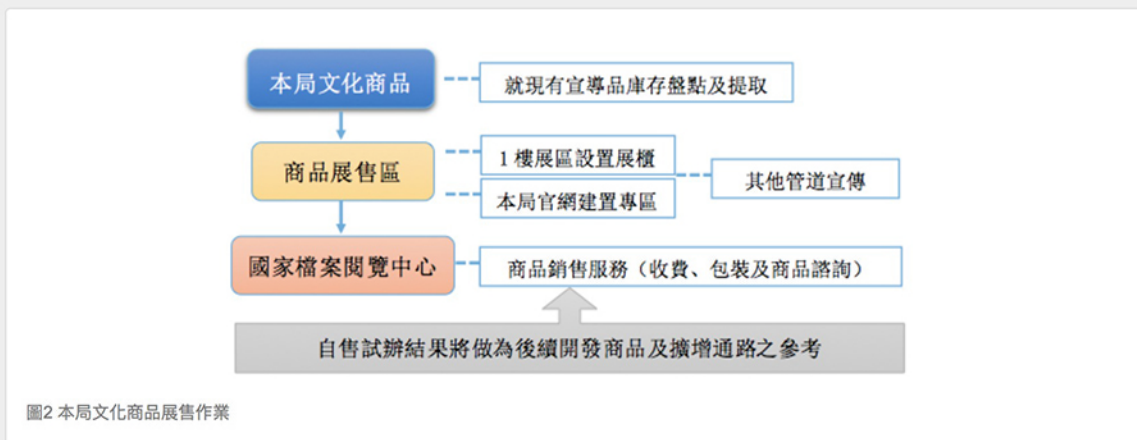 本局文化商品
就現有宣導品庫存盤點及提取
商品展售區
1 樓展區設置展櫃
本局官網建置專區
其他管道宣傳
國家檔案閱覽中心
商品銷售服務（收費、包裝及商品諮詢）
自售試辦結果將做為後續開發商品及擴增通路之參考
圖2 本局文化商品展售作業